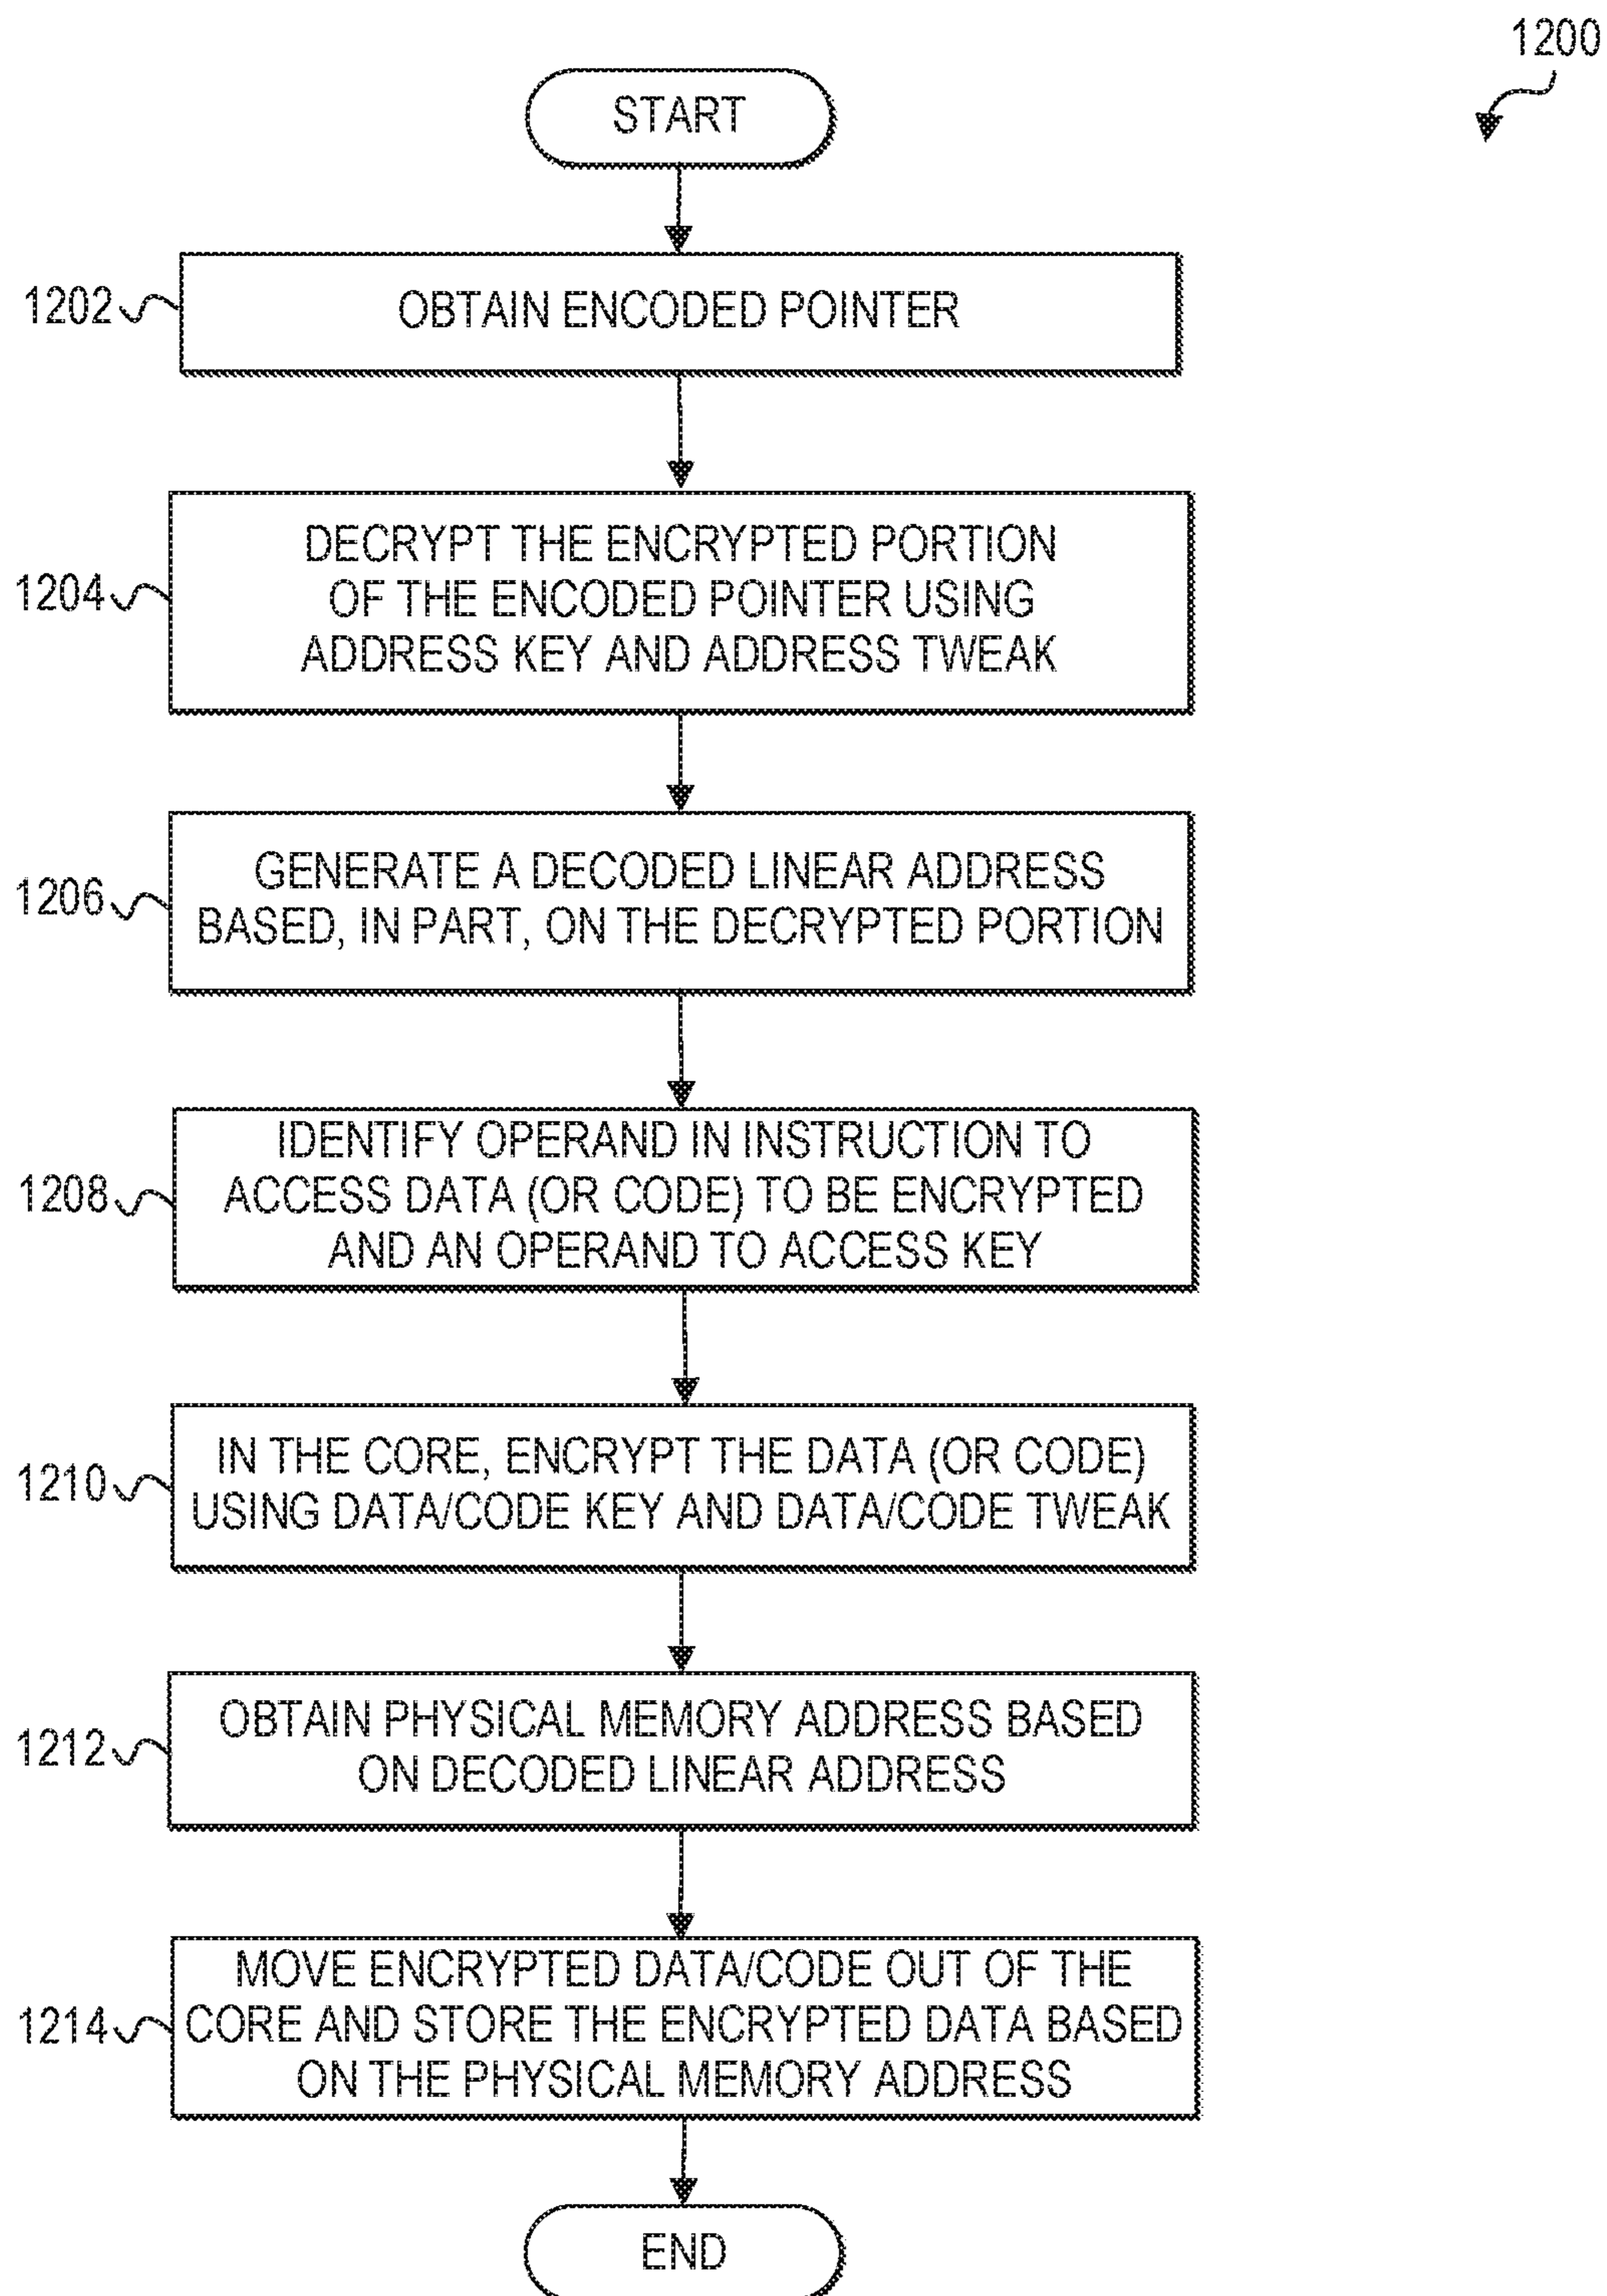 1200
START
1202
OBTAIN ENCODED POINTER
1204
DECRYPT THE ENCRYPTED PORTION
OF THE ENCODED POINTER USING
ADDRESS KEY AND ADDRESS TWEAK
1206
GENERATE A DECODED LINEAR ADDRESS
BASED, IN PART, ON THE DECRYPTED PORTION
1208
IDENTIFY OPERAND IN INSTRUCTION TO
ACCESS DATA (OR CODE) TO BE ENCRYPTED
AND AN OPERAND TO ACCESS KEY
1210
IN THE CORE, ENCRYPT THE DATA (OR CODE)
USING DATA/CODE KEY AND DATA/CODE TWEAK
1212
OBTAIN PHYSICAL MEMORY ADDRESS BASED
ON DECODED LINEAR ADDRESS
1214
MOVE ENCRYPTED DATA/CODE OUT OF THE
CORE AND STORE THE ENCRYPTED DATA BASED
ON THE PHYSICAL MEMORY ADDRESS
END